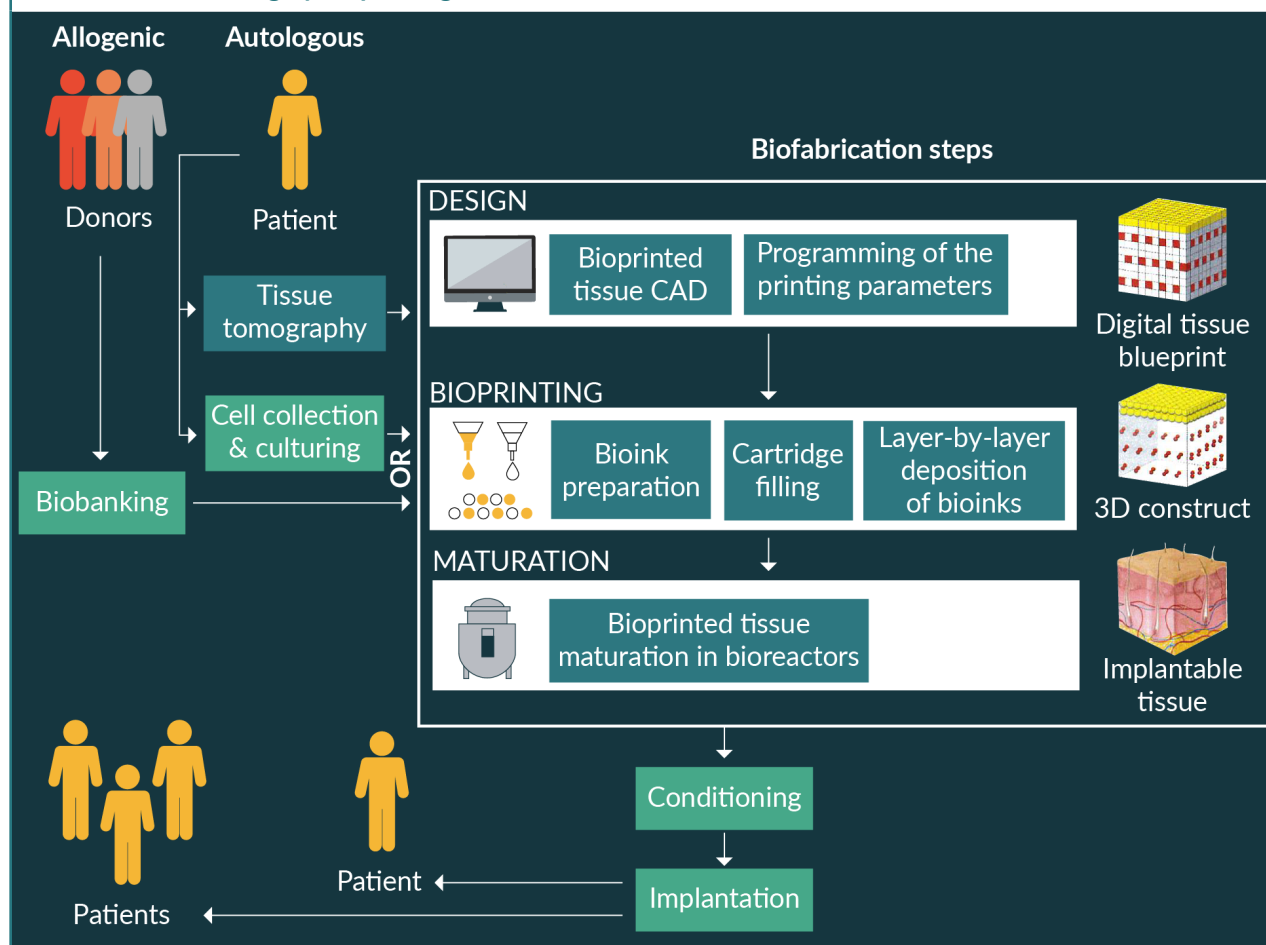 Allogenic
Autologous
Donors
Patient
Biofabrication steps
DESIGN
Bioprinted
tissue CAD
Programming of the
printing parameters
Digital tissue
blueprint
Tissue
tomography
BIOPRINTING
Cell collection
& culturing
OR
Biobanking
Bioink
preparation
Cartridge
filling
Layer-by-layer
deposition
of bioinks
3D construct
MATURATION
Bioprinted tissue
maturation in bioreactors
Implantable
tissue
Conditioning
Implantation
Patient
Patients